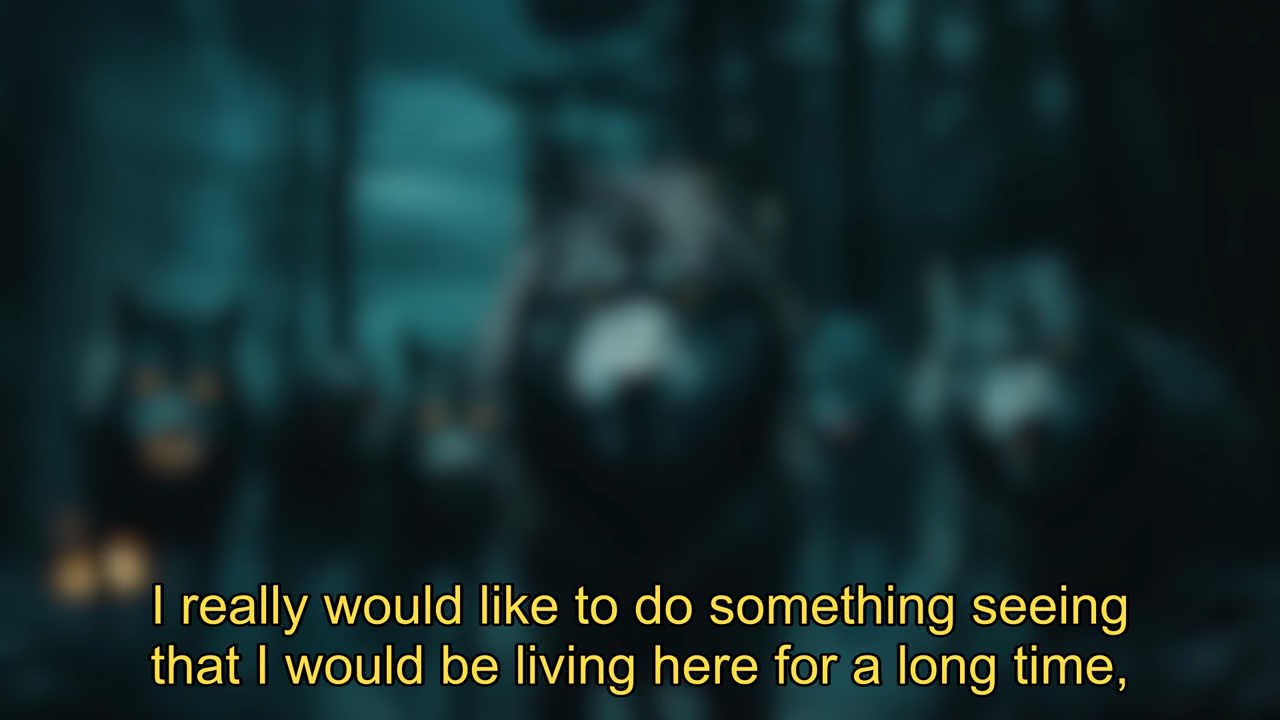 I really would like to do something seeing
that I would be living here for a long time,